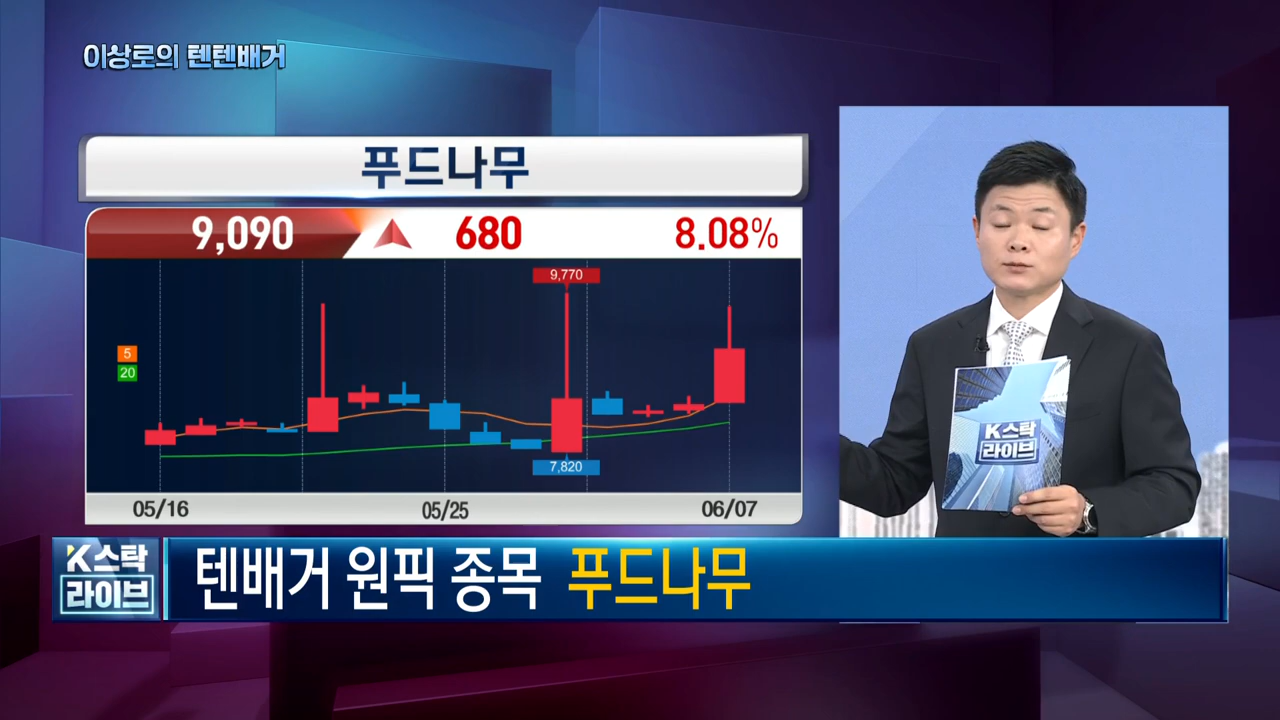 이상로의 텐텐배거
푸드나무
9,090 680 8.08%
9,770
5
20
7,820
05/16 05/25 06/07
K스탁
라이브
K스탁
라이브
텐배거 원픽 종목 푸드나무